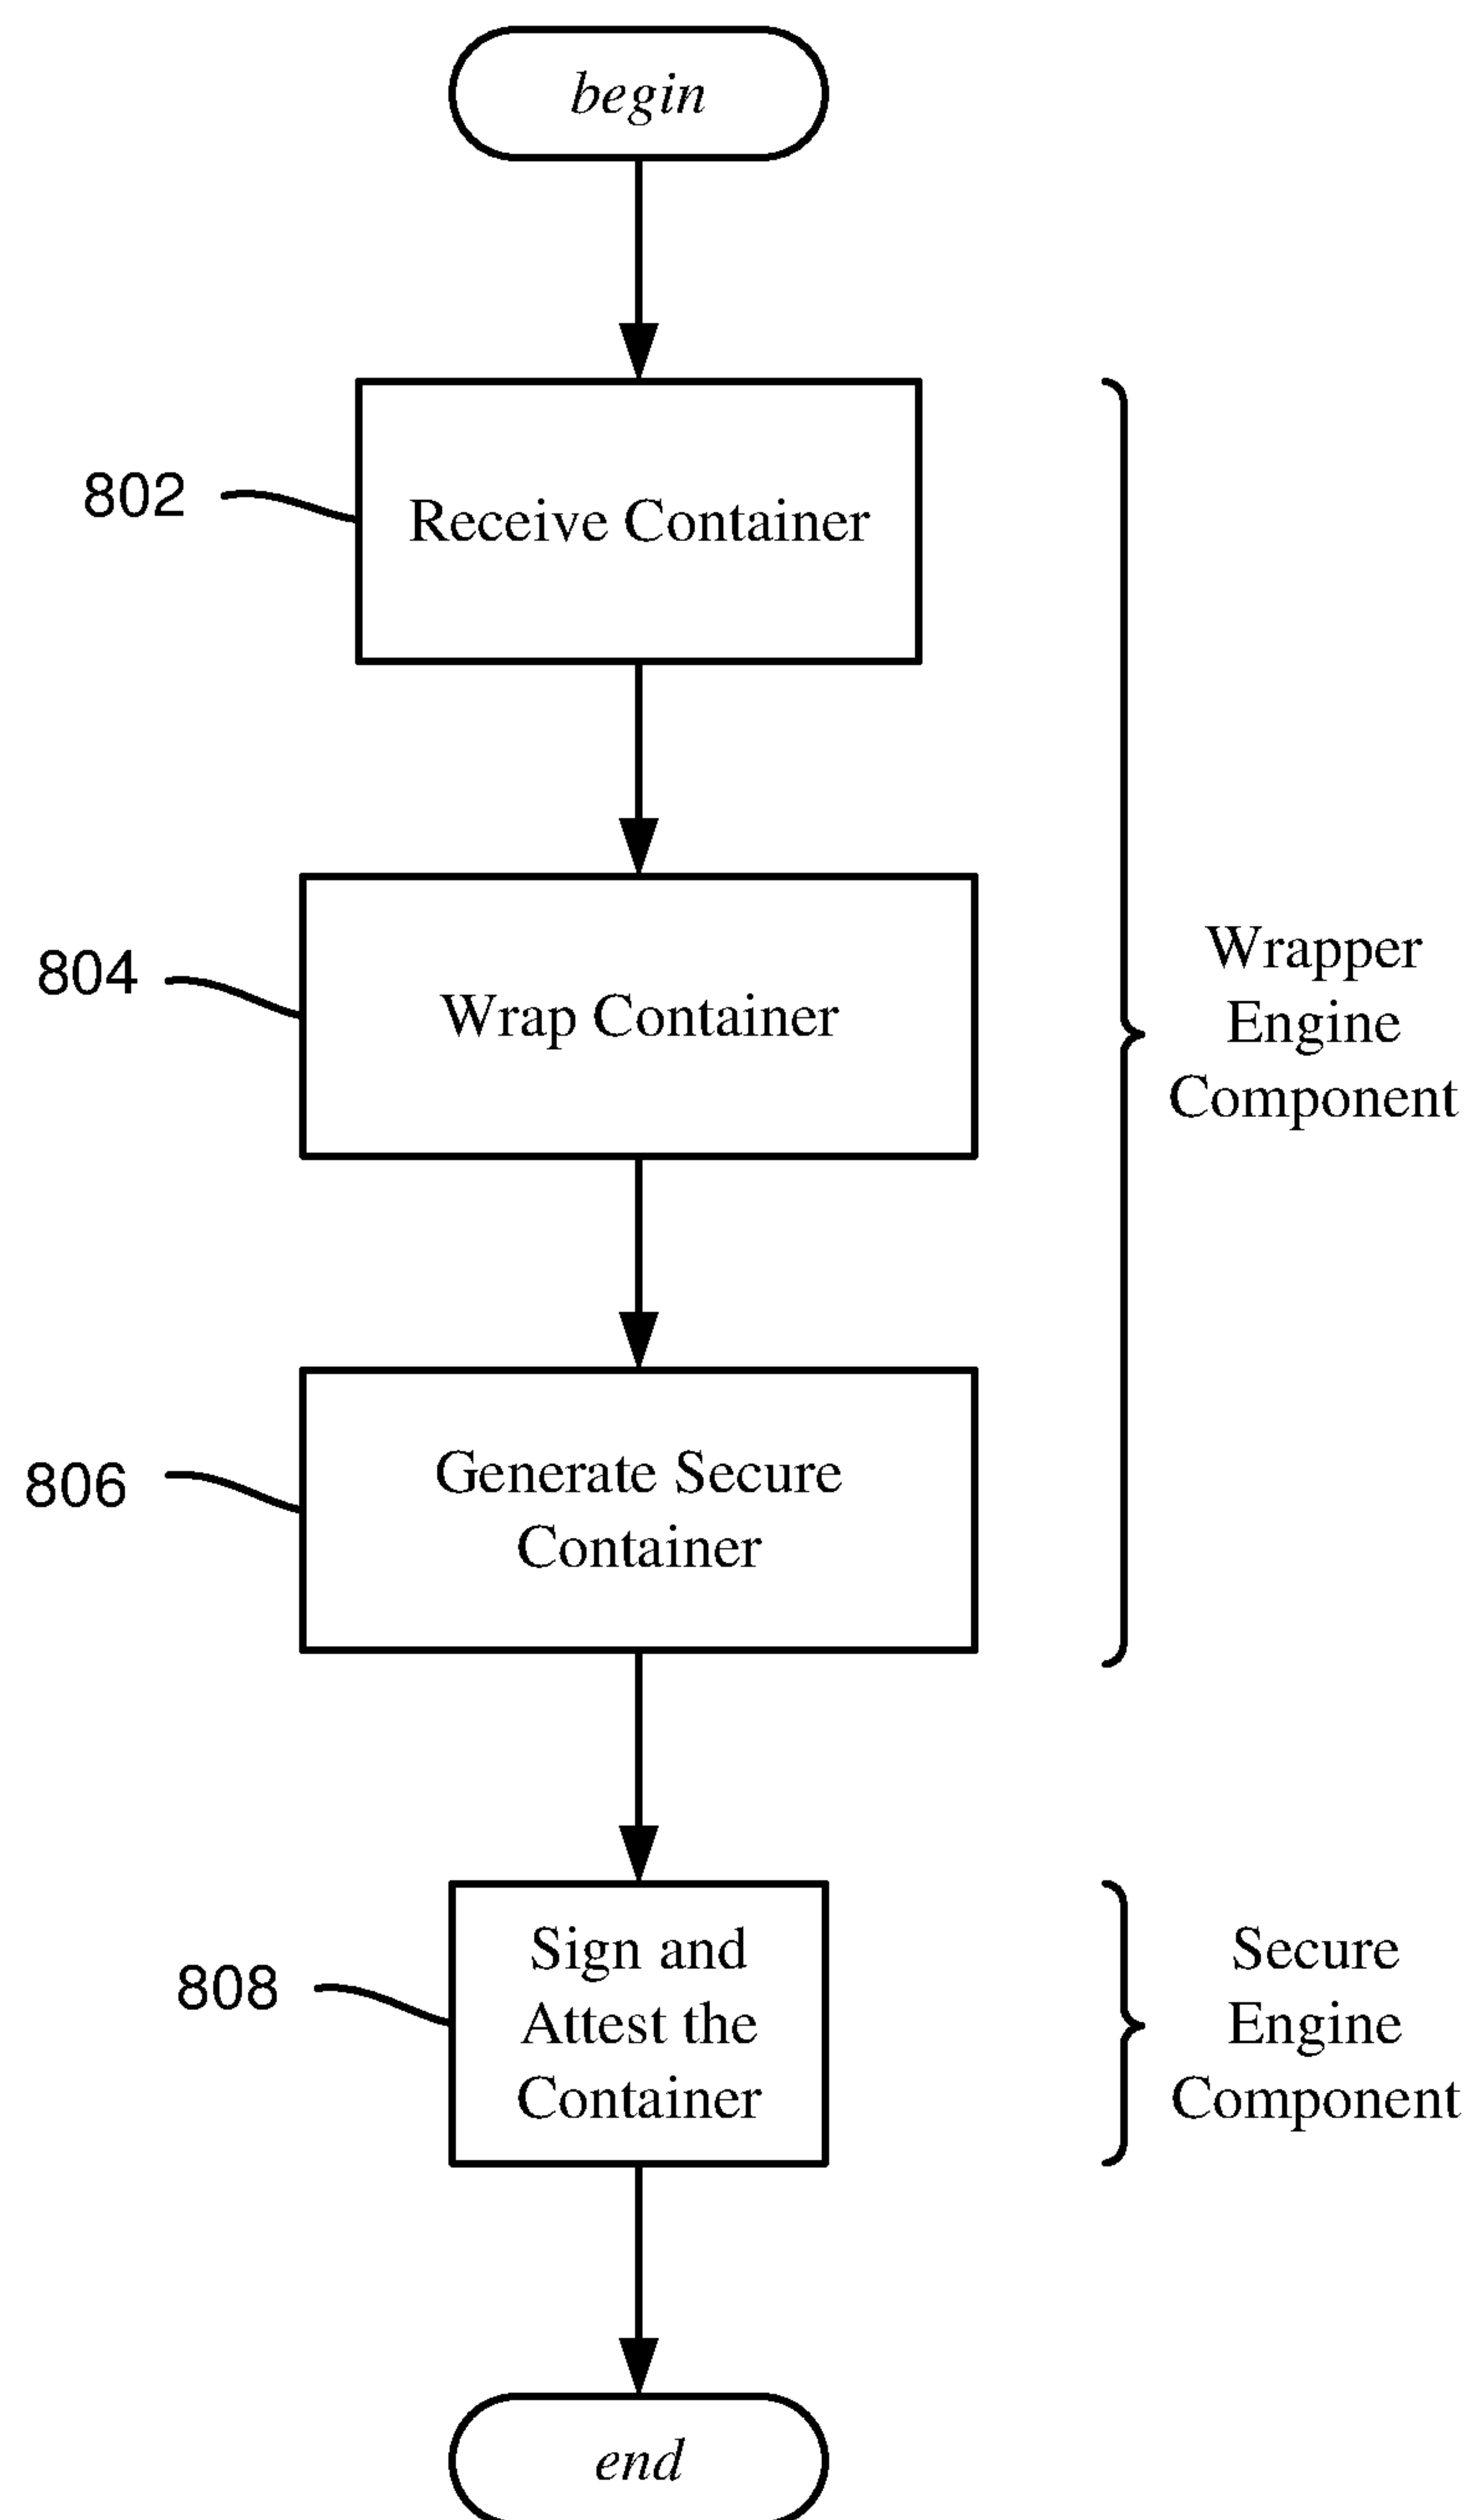 begin
802
Receive Container
804
Wrap Container
Wrapper
Engine
Component
806
Generate Secure
Container
808
Sign and
Attest the
Container
Secure
Engine
Component
end